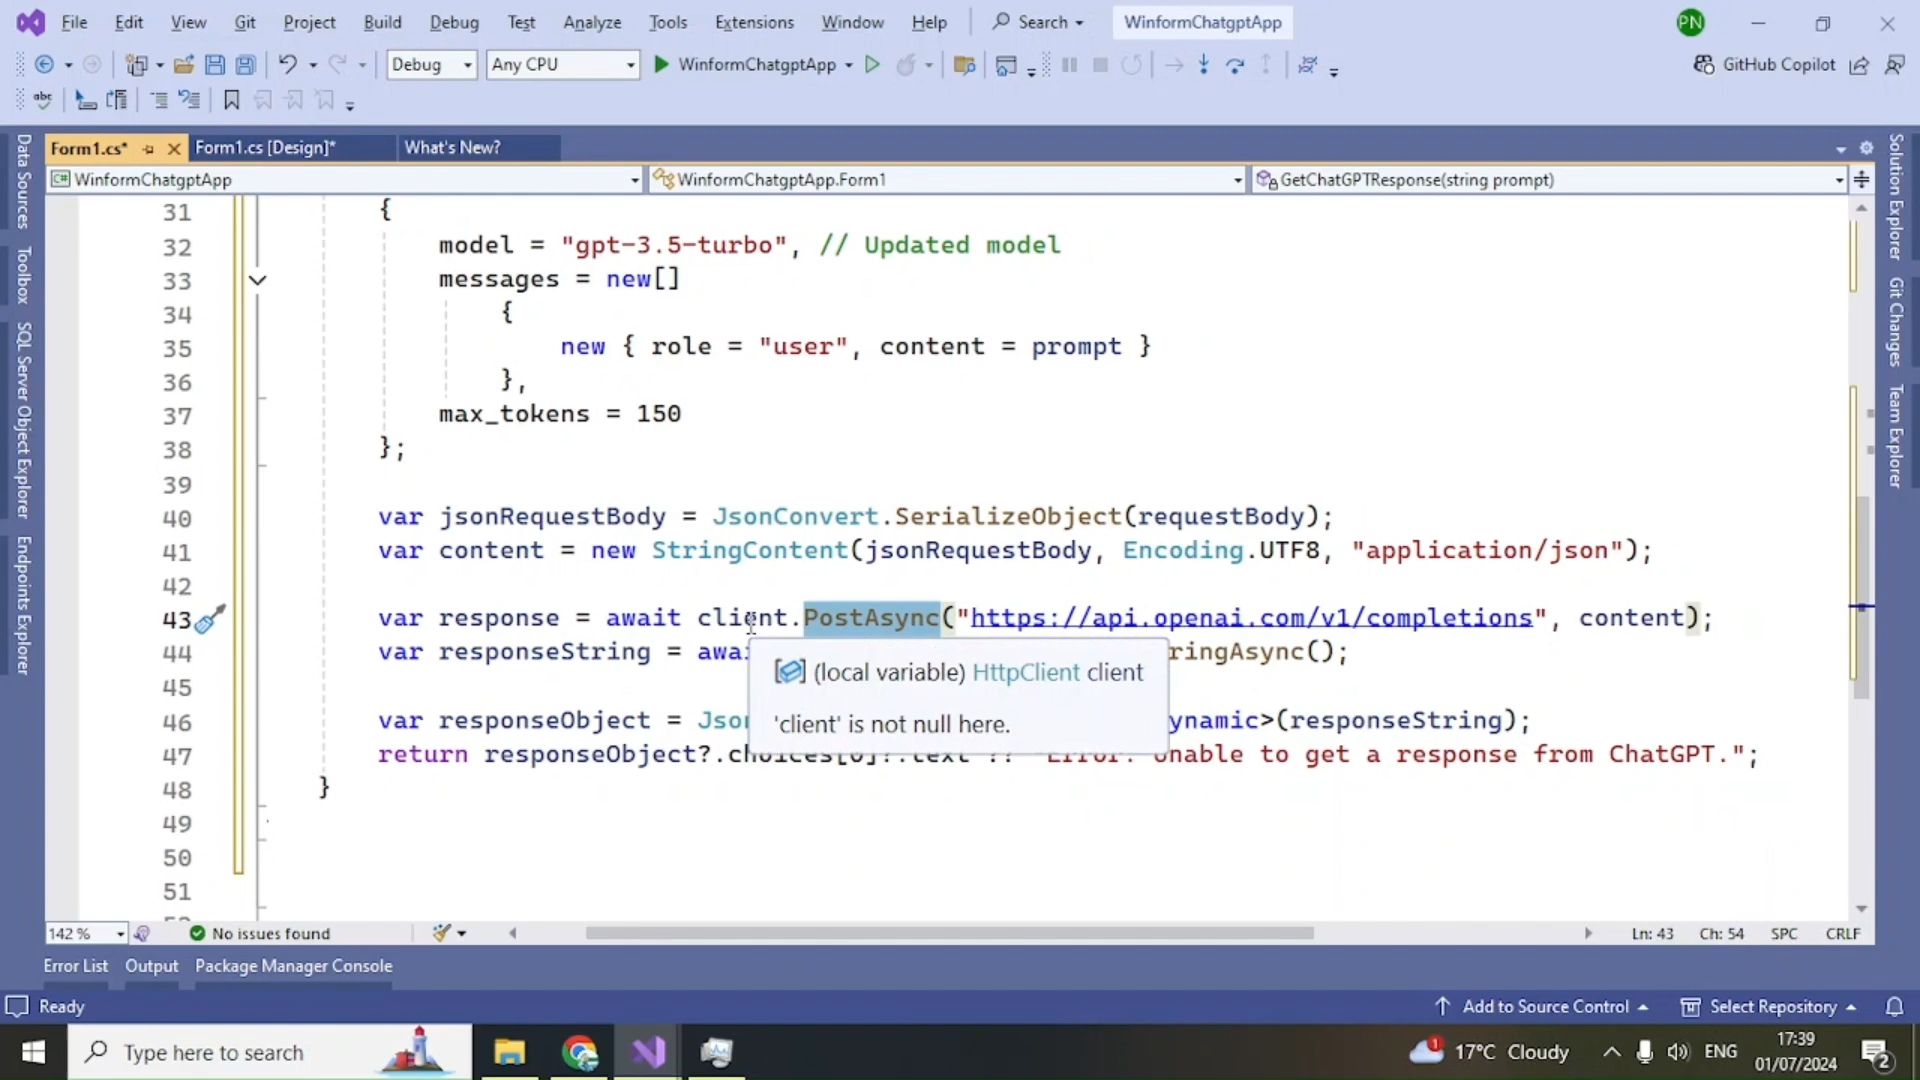 File Edit View Git Project Build Debug Test Analyze Tools Extensions Window Help Search WinformChatgptApp PN
Debug Any CPU WinformChatgptApp GitHub Copilot
abc
Form1.cs* Form1.cs [Design]* What's New?
WinformChatgptApp WinformChatgptApp.Form1 GetChatGPTResponse(string prompt)
Data Sources
Toolbox
SQL Server Object Explorer
Endpoints Explorer
31 {
32 model = "gpt-3.5-turbo", // Updated model
33 messages = new[]
34 {
35 new { role = "user", content = prompt }
36 },
37 max_tokens = 150
38 };
39
40 var jsonRequestBody = JsonConvert.SerializeObject(requestBody);
41 var content = new StringContent(jsonRequestBody, Encoding.UTF8, "application/json");
42
43 var response = await client.PostAsync("https://api.openai.com/v1/completions", content);
44 var responseString = awai ringAsync();
(local variable) HttpClient client
'client' is not null here.
45
46 var responseObject = Jso ynamic>(responseString);
47 return responseObject?.choices[0]?.text ?? "Error: Unable to get a response from ChatGPT.";
48 }
49
50
51
Solution Explorer
Git Changes
Team Explorer
142 % No issues found Ln: 43 Ch: 54 SPC CRLF
Error List Output Package Manager Console
Ready Add to Source Control Select Repository
Type here to search 1 17°C Cloudy ENG 17:39
01/07/2024 2